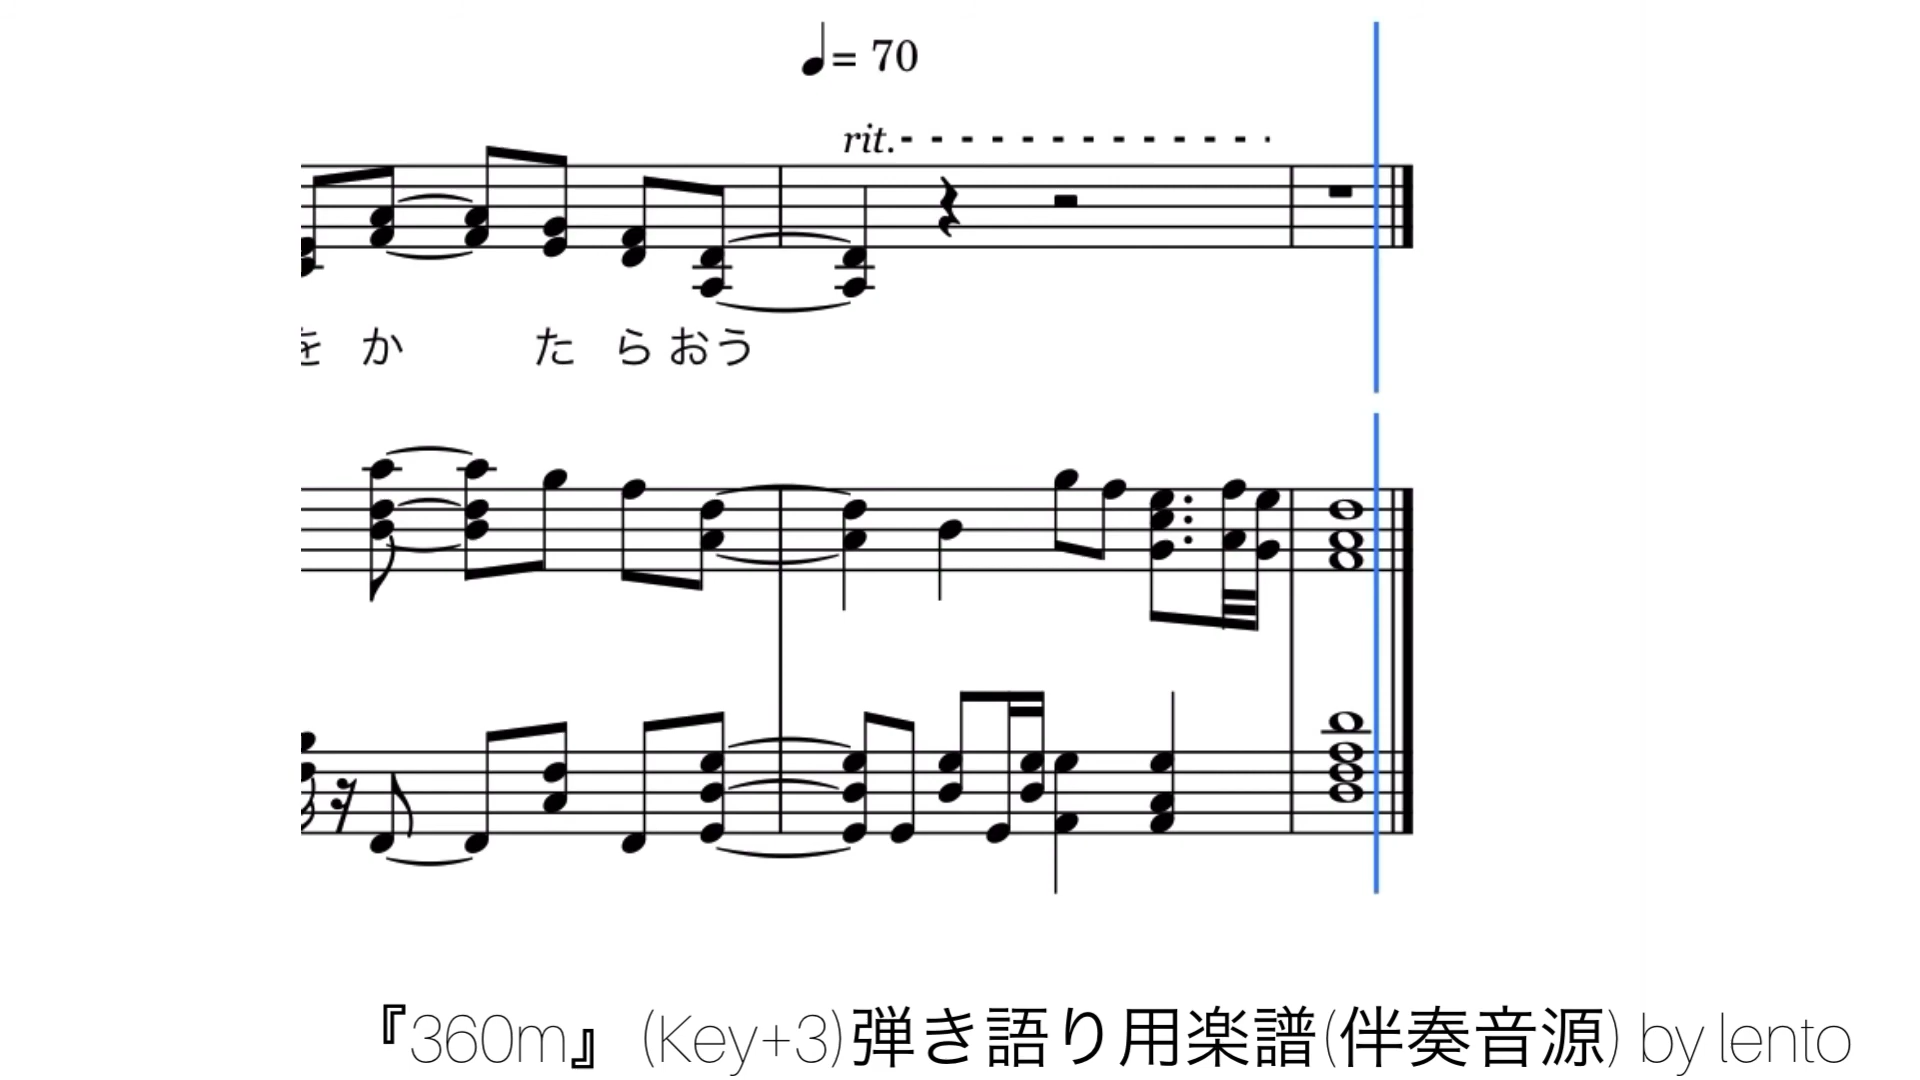 = 70
rit.
をか た らおう
『360m』 (Key+3)弾き語り用楽譜(伴奏音源) by lento